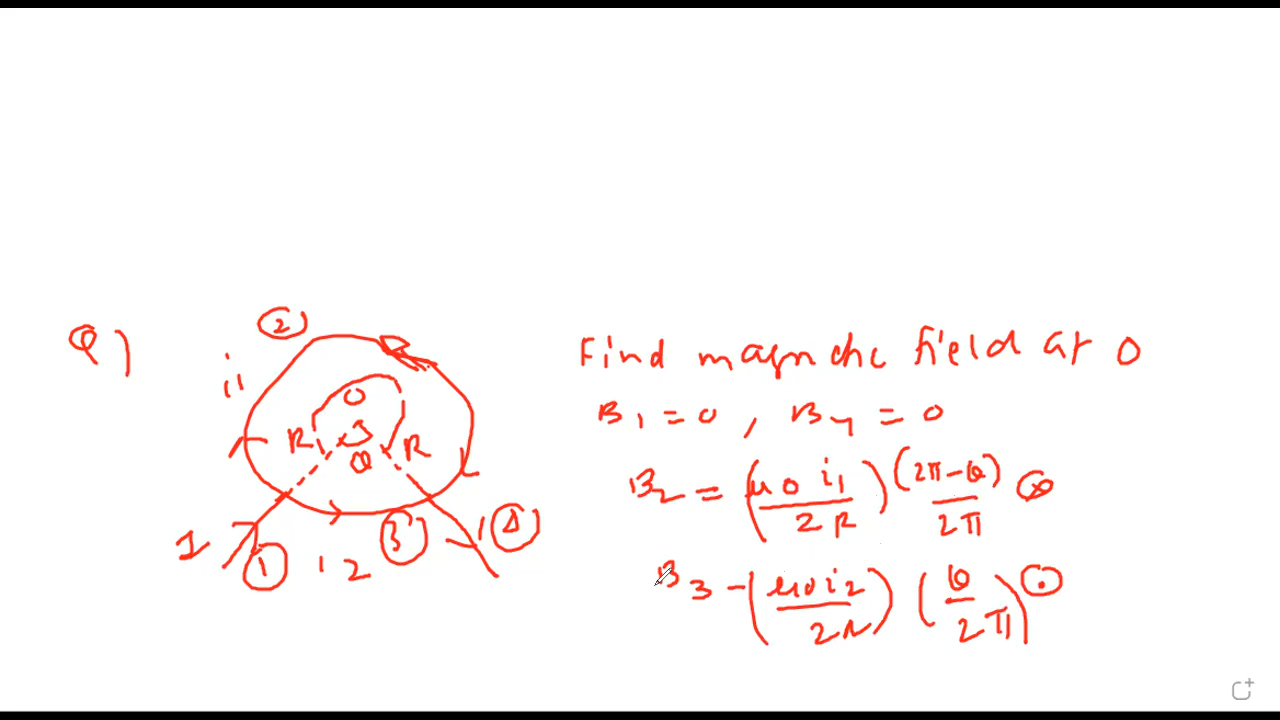 Q)
②
i1
O
R
θ
R
I
①
i2
③
④
Find magnetic field at O
B1 = 0 , B4 = 0
B2 = (μ0 i1 / 2R) (2π-θ) / 2π ⊗
B3 - (μ0 i2 / 2R) (θ / 2π) ⊙